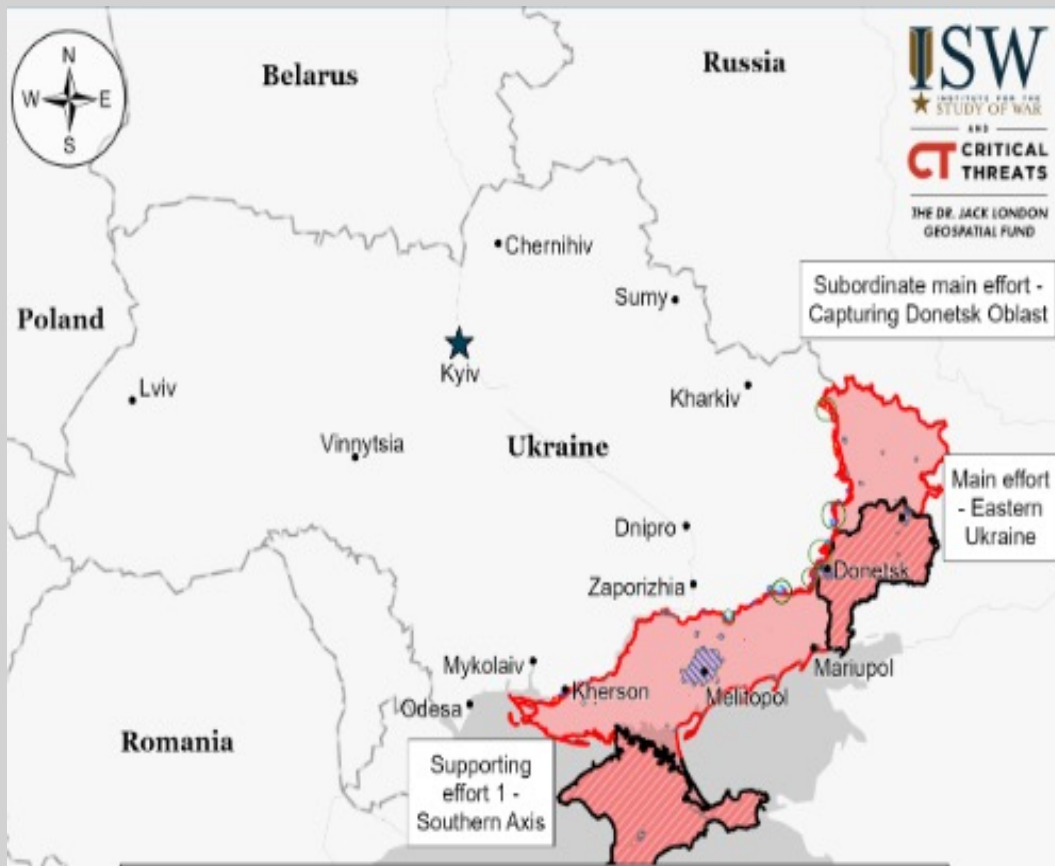 N
W E
S
Belarus
Russia
ISW
INSTITUTE FOR THE
STUDY OF WAR
AND
CT CRITICAL
THREATS
THE DR. JACK LONDON
GEOSPATIAL FUND
Chernihiv
Sumy
Subordinate main effort -
Capturing Donetsk Oblast
Poland
Kyiv
Lviv
Kharkiv
Vinnytsia
Ukraine
Main effort
- Eastern
Ukraine
Dnipro
Donetsk
Zaporizhia
Mykolaiv
Mariupol
Kherson
Melitopol
Odesa
Romania
Supporting
effort 1 -
Southern Axis